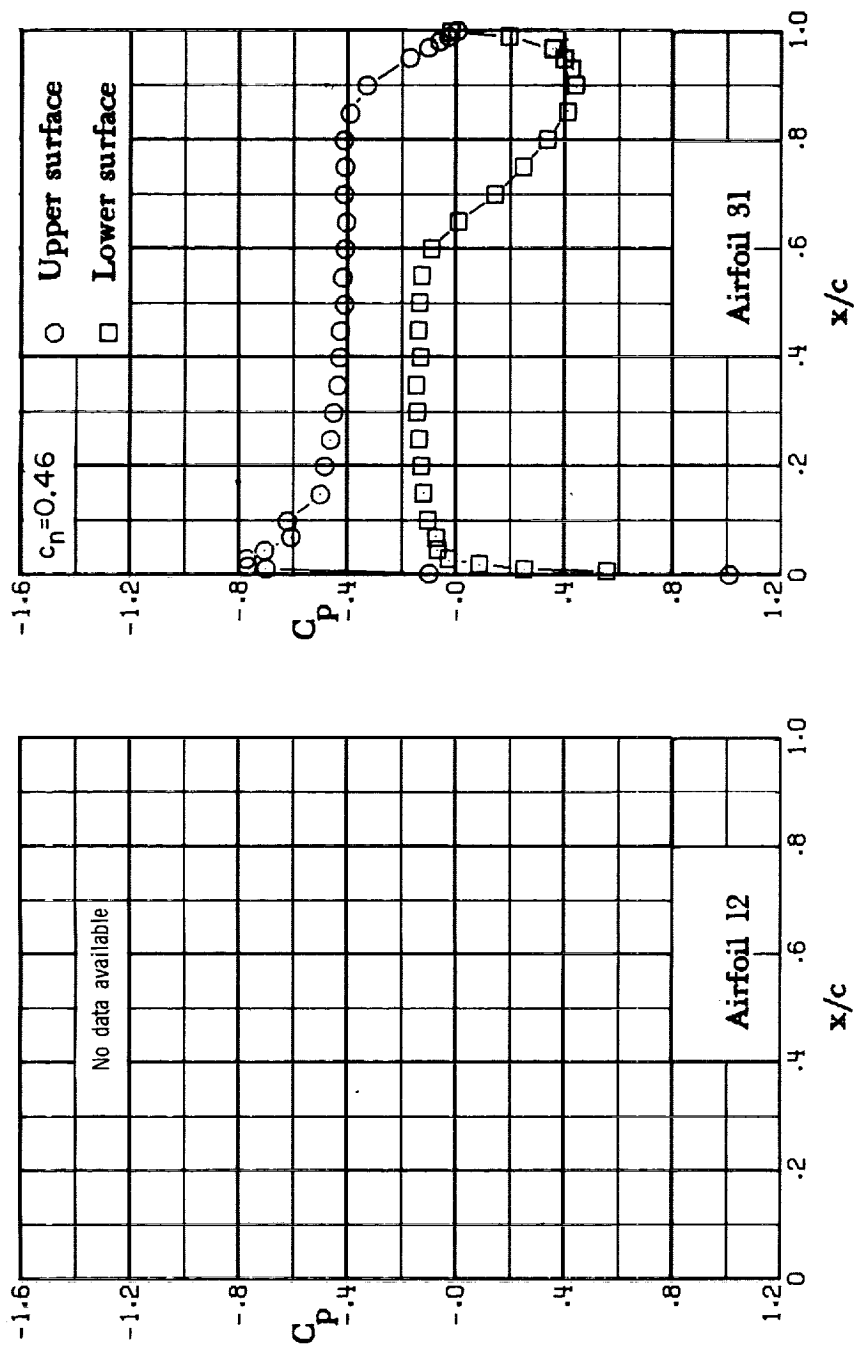 -1.6
-1.2
-.8
C_p
-.4
-.0
.4
.8
1.2
No data available
Airfoil 12
0
.2
.4
.6
.8
1.0
x/c
-1.6
-1.2
-.8
C_p
-.4
-.0
.4
.8
1.2
c_n=0.46
Upper surface
Lower surface
Airfoil 31
0
.2
.4
.6
.8
1.0
x/c